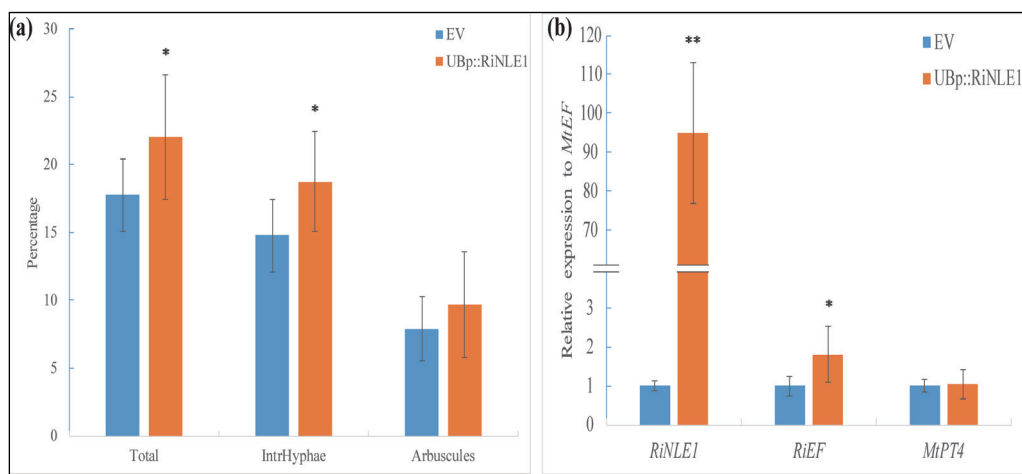 (a)
30
25
20
15
10
5
0
Percentage
EV
UBp::RiNLE1
*
*
Total IntrHyphae Arbuscules
(b)
120
110
100
90
80
70
3
2
1
0
Relative expression to MtEF
EV
UBp::RiNLE1
**
*
RiNLE1 RiEF MtPT4